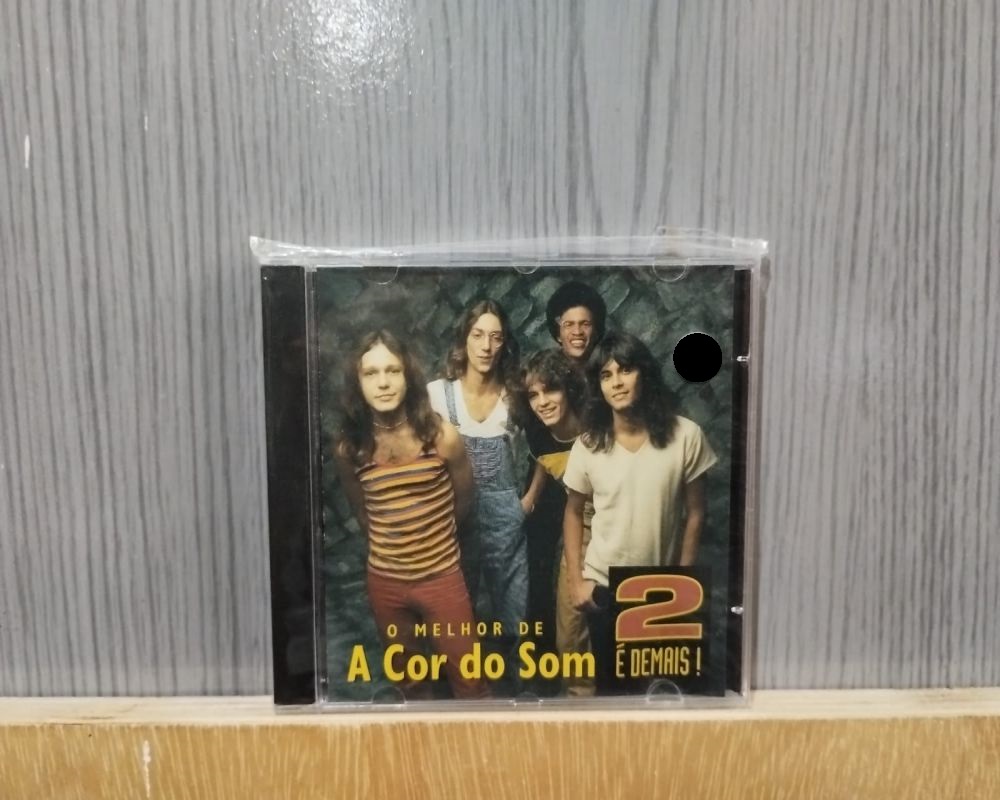 O MELHOR DE
A Cor do Som
2
É DEMAIS!